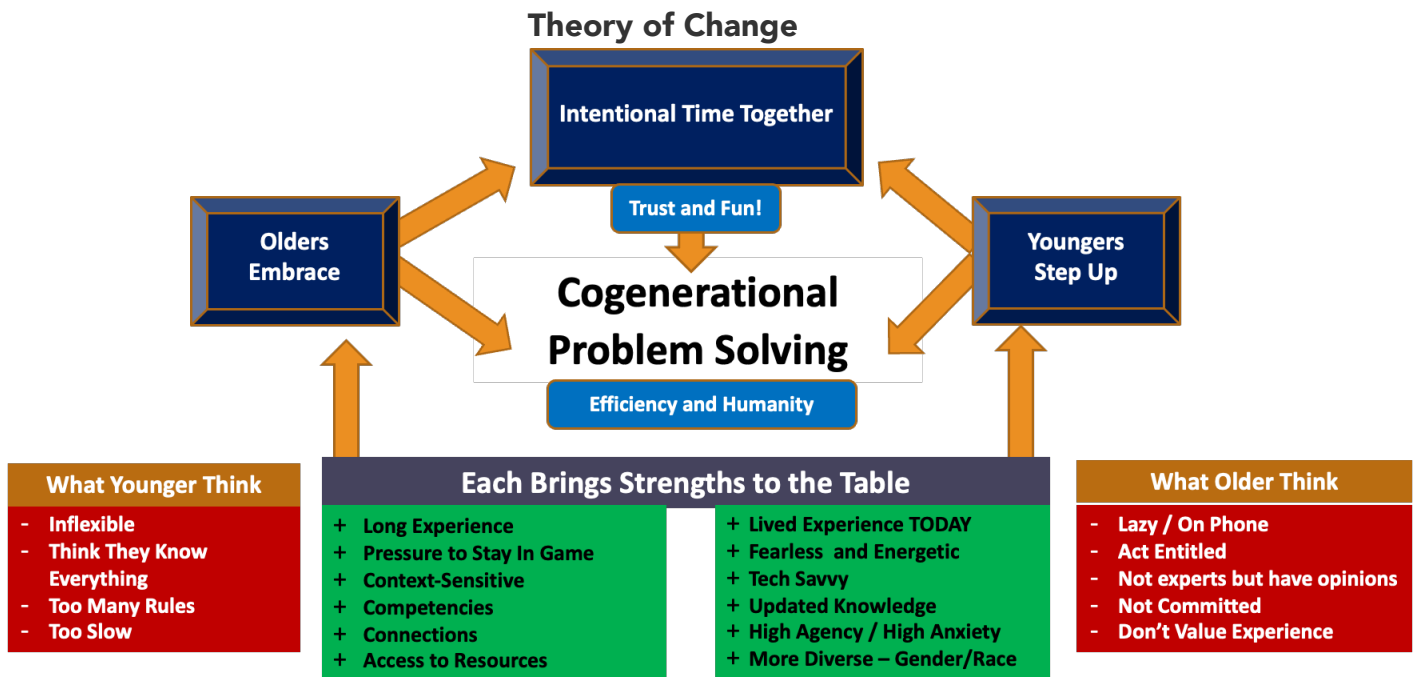 Theory of Change
Intentional Time Together
Trust and Fun!
Olders
Embrace
Youngers
Step Up
Cogenerational
Problem Solving
Efficiency and Humanity
What Younger Think
- Inflexible
- Think They Know
Everything
- Too Many Rules
- Too Slow
Each Brings Strengths to the Table
+ Long Experience
+ Pressure to Stay In Game
+ Context-Sensitive
+ Competencies
+ Connections
+ Access to Resources
+ Lived Experience TODAY
+ Fearless and Energetic
+ Tech Savvy
+ Updated Knowledge
+ High Agency / High Anxiety
+ More Diverse – Gender/Race
What Older Think
- Lazy / On Phone
- Act Entitled
- Not experts but have opinions
- Not Committed
- Don't Value Experience